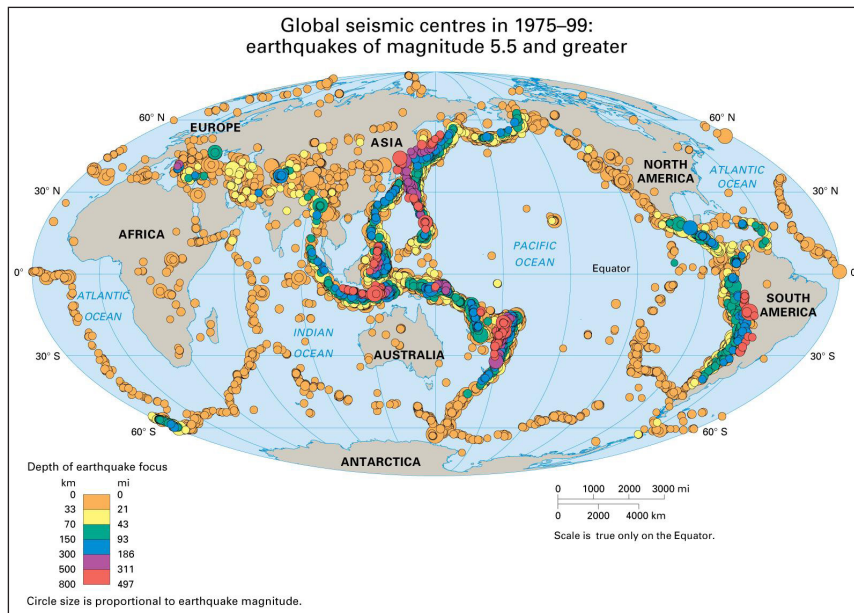 Global seismic centres in 1975–99:
earthquakes of magnitude 5.5 and greater
60° N
60° N
EUROPE
ASIA
NORTH
AMERICA
ATLANTIC
OCEAN
30° N
30° N
AFRICA
PACIFIC
OCEAN
Equator
0°
0°
ATLANTIC
OCEAN
SOUTH
AMERICA
INDIAN
OCEAN
AUSTRALIA
30° S
30° S
60° S
60° S
ANTARCTICA
Depth of earthquake focus
km mi
0 0
33 21
70 43
150 93
300 186
500 311
800 497
0 1000 2000 3000 mi
0 2000 4000 km
Scale is true only on the Equator.
Circle size is proportional to earthquake magnitude.